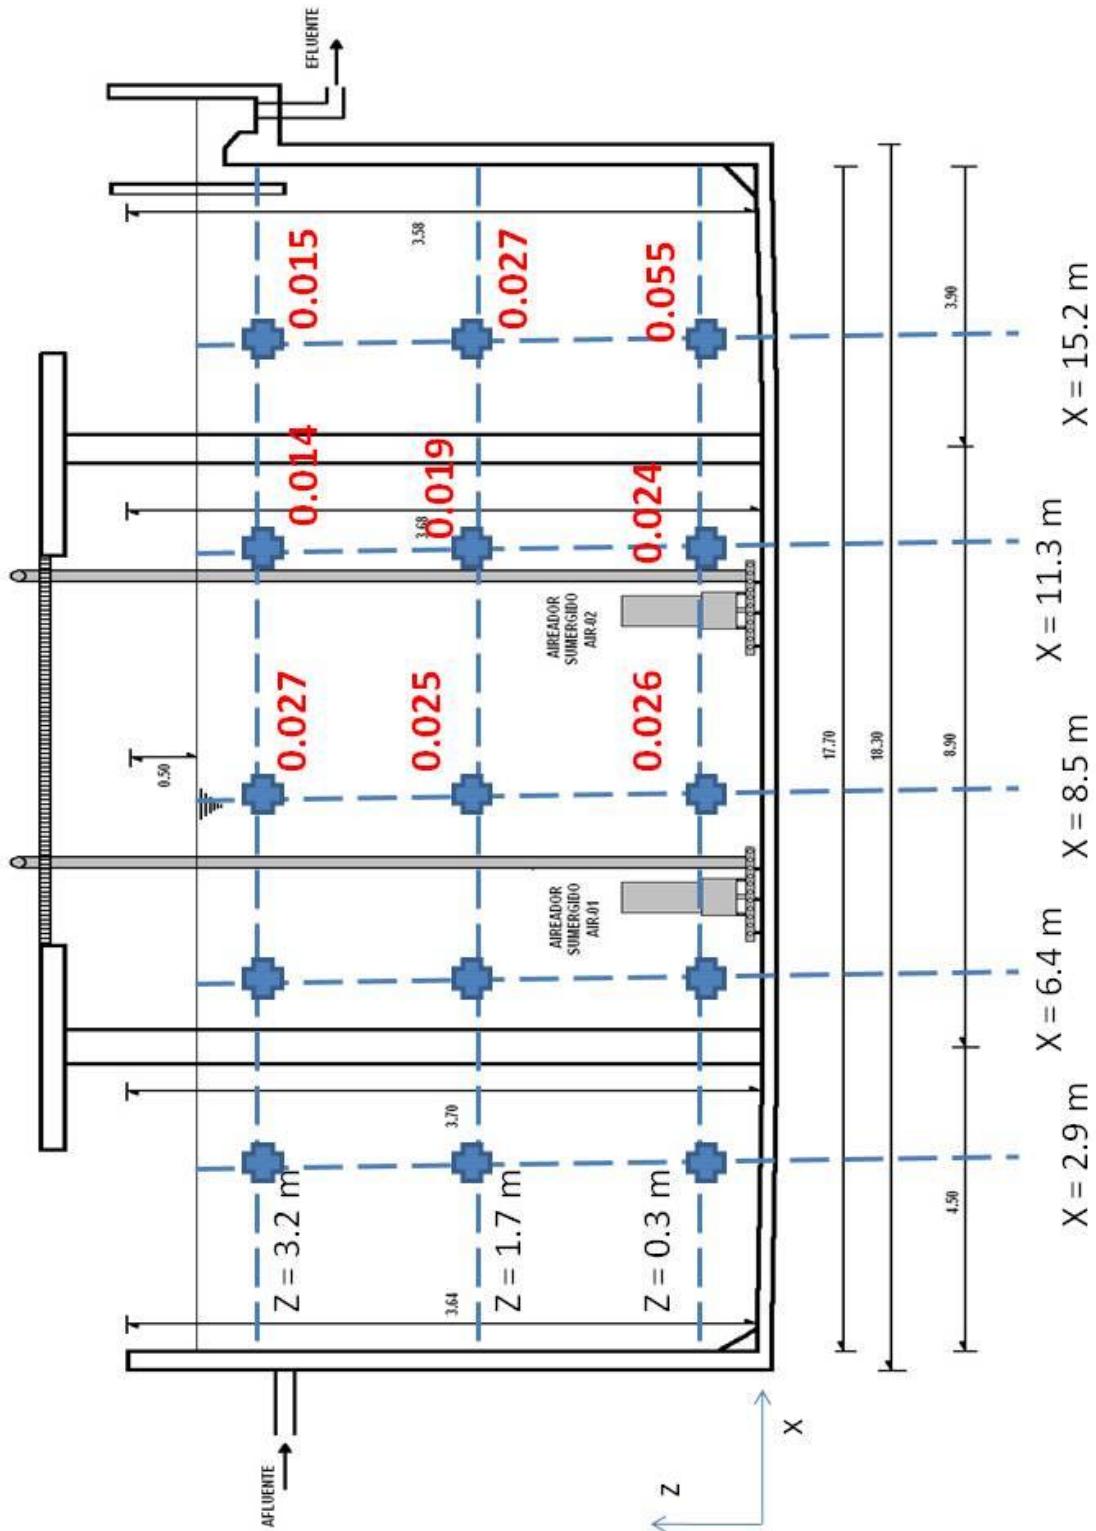 EFLUENTE
AFLUENTE
0.50
3.64
3.70
3.68
3.58
Z = 3.2 m
0.027
0.014
0.015
Z = 1.7 m
0.025
0.019
0.027
Z = 0.3 m
0.026
0.024
0.055
AIREADOR
SUMERGIDO
AIR-01
AIREADOR
SUMERGIDO
AIR-02
Z
X
17.70
18.30
4.50
8.90
3.90
X = 2.9 m
X = 6.4 m
X = 8.5 m
X = 11.3 m
X = 15.2 m